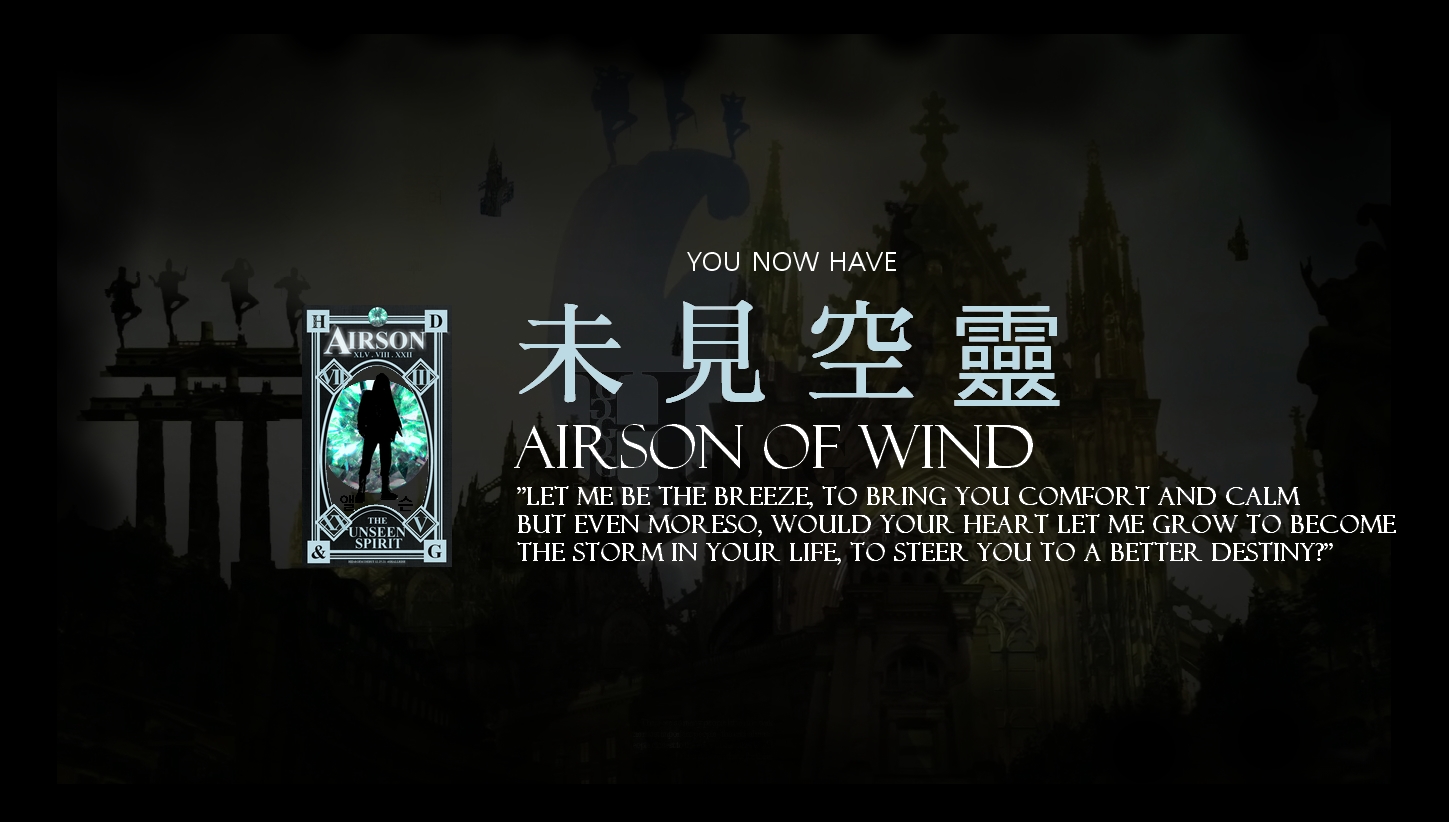 YOU NOW HAVE
未見空靈
AIRSON OF WIND
"LET ME BE THE BREEZE, TO BRING YOU COMFORT AND CALM
BUT EVEN MORESO, WOULD YOUR HEART LET ME GROW TO BECOME
THE STORM IN YOUR LIFE, TO STEER YOU TO A BETTER DESTINY?"
H D
AIRSON
XLV . VIII . XXII
VII III
XX V
THE
UNSEEN
SPIRIT
& G